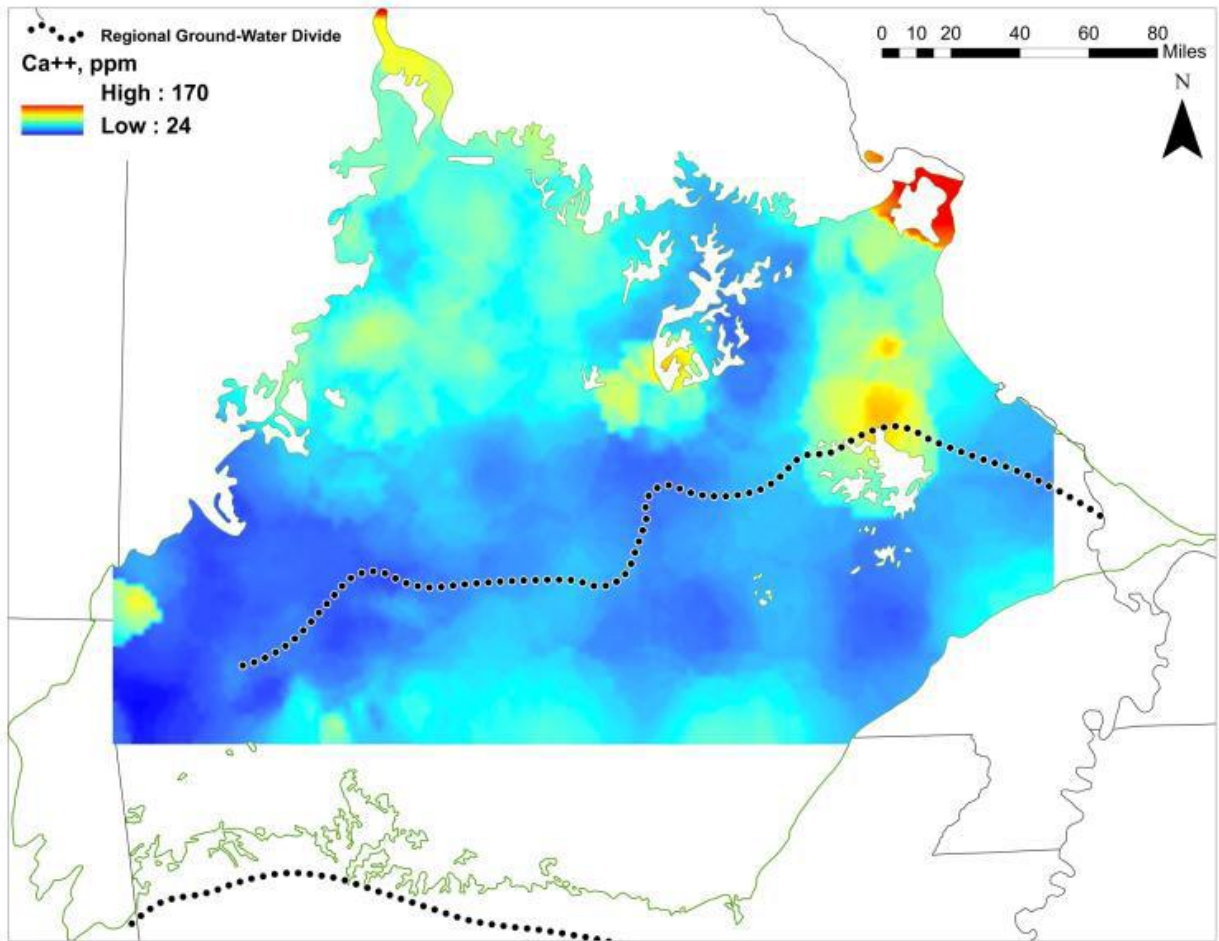 Regional Ground-Water Divide
Ca++, ppm
High : 170
Low : 24
0 10 20 40 60 80
Miles
N